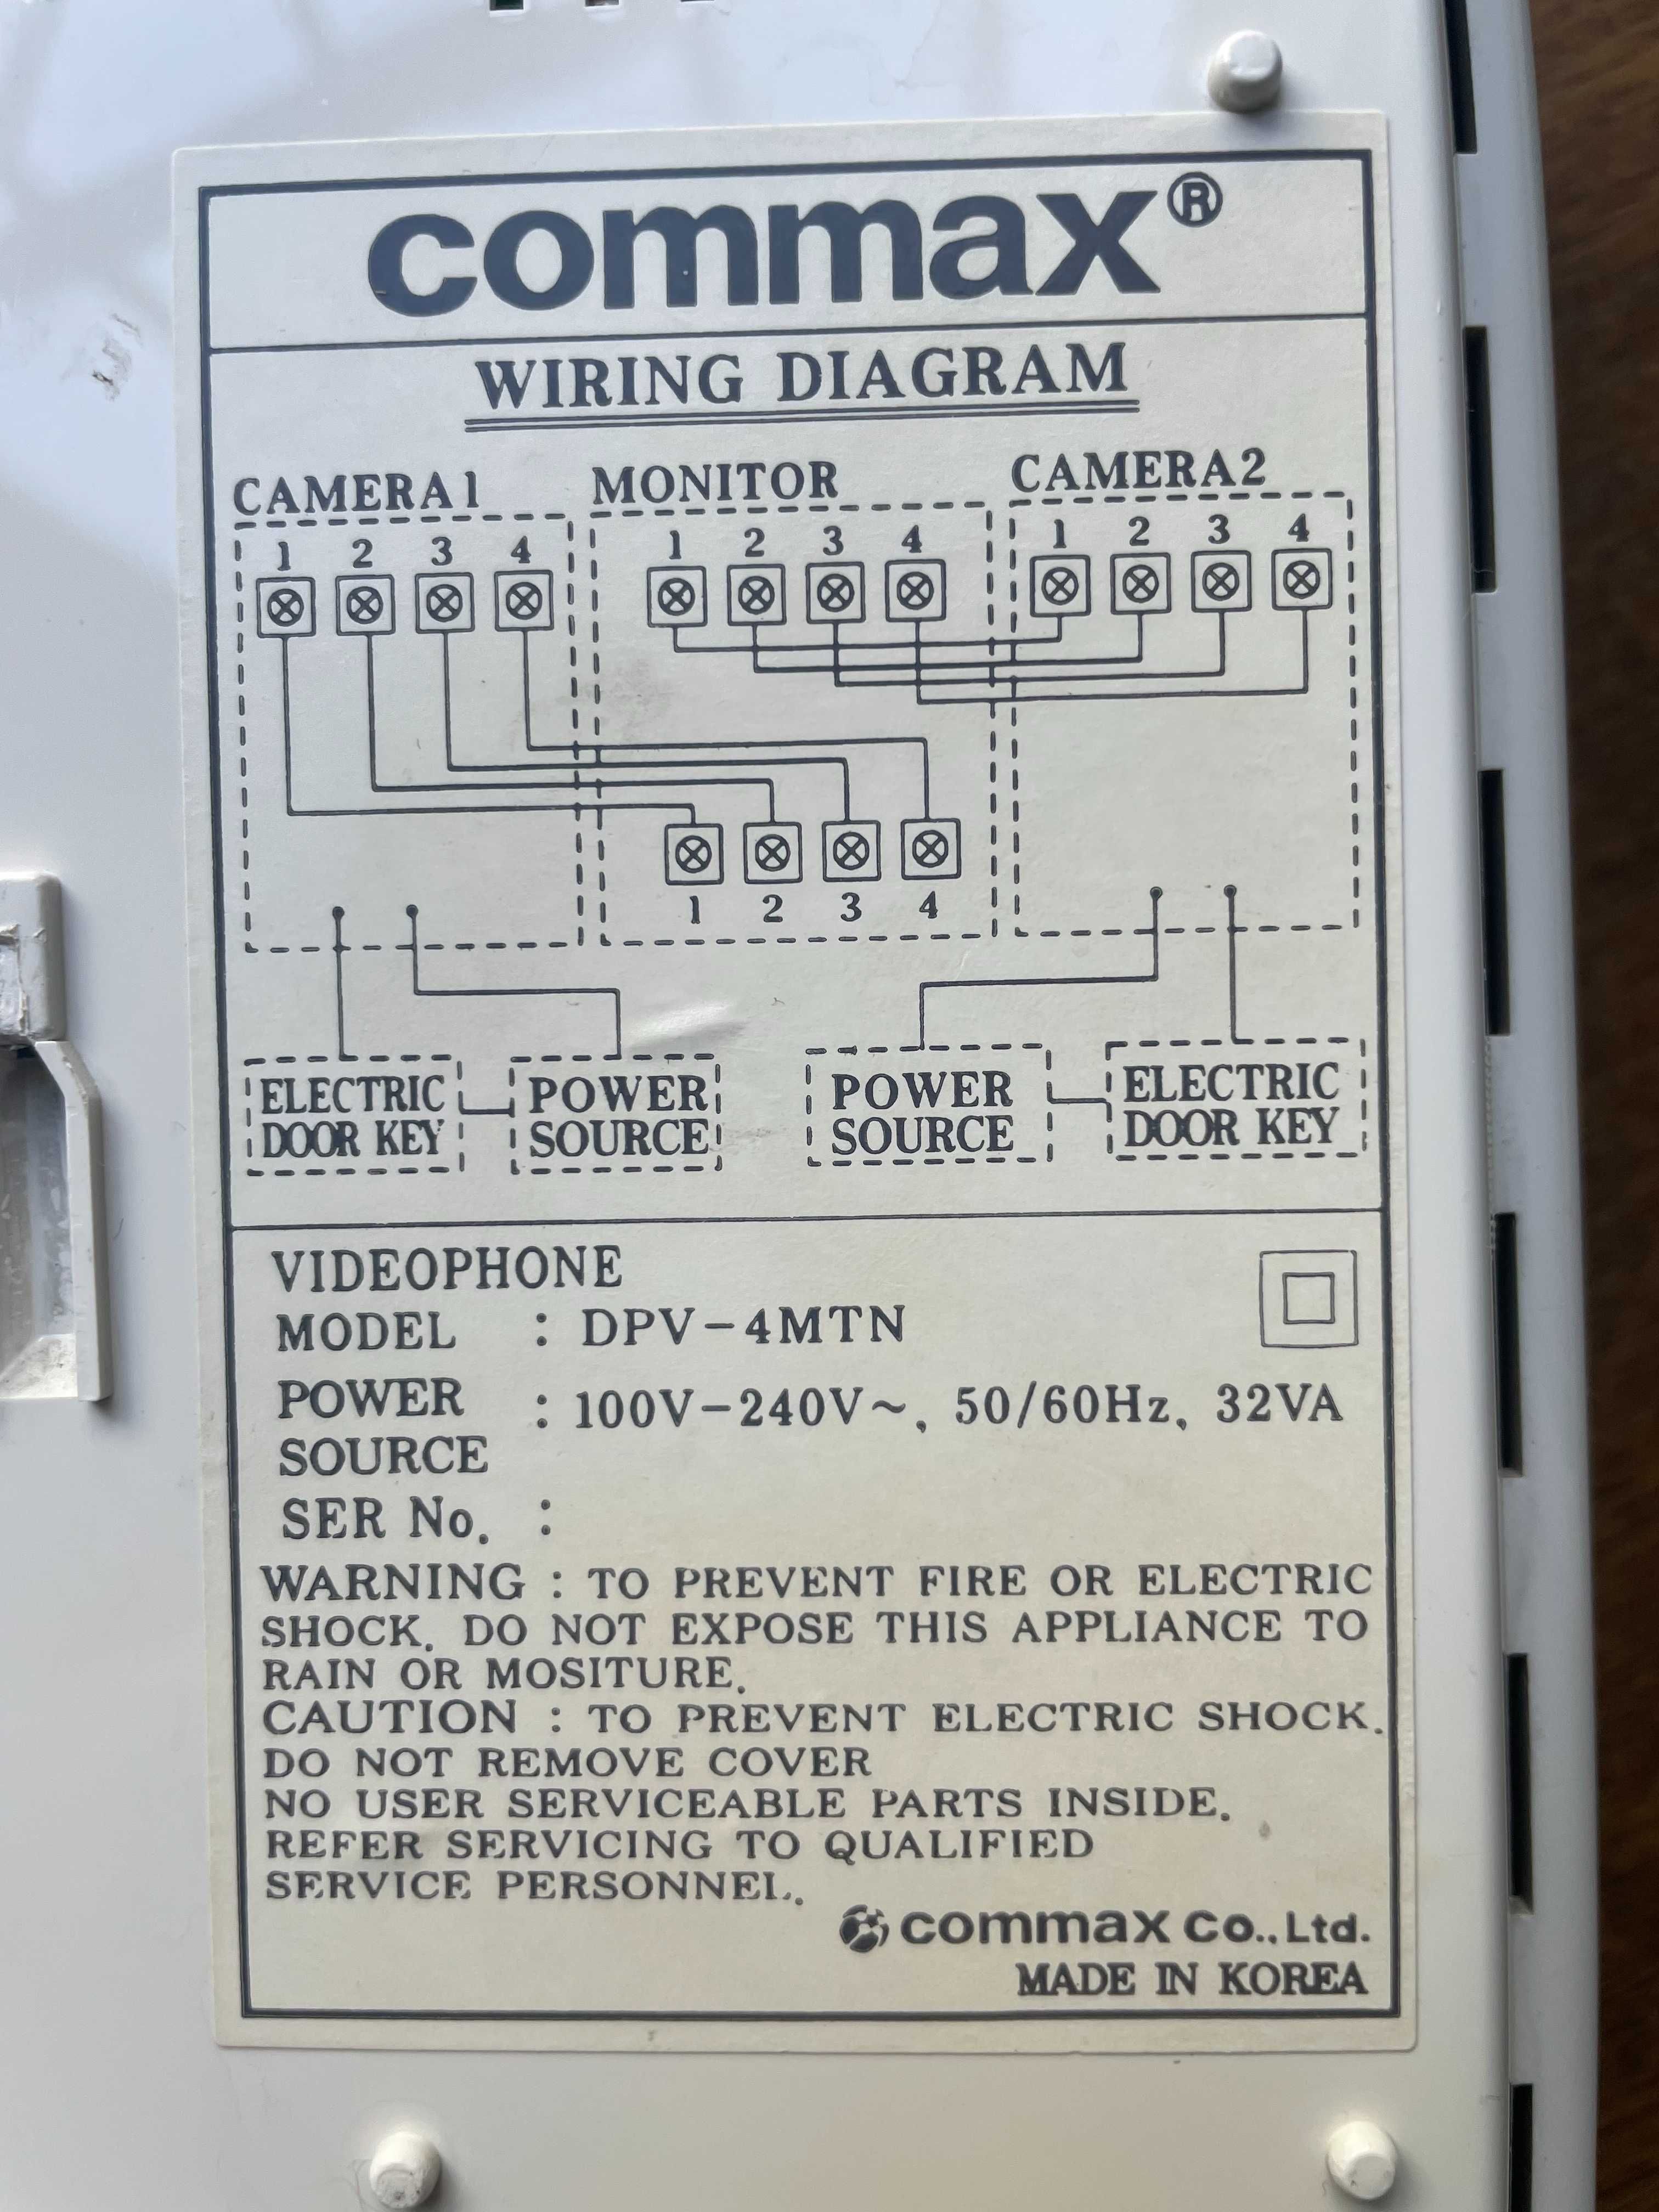 commax®
WIRING DIAGRAM
CAMERA1 MONITOR CAMERA2
1 2 3 4 1 2 3 4 1 2 3 4
1 2 3 4
ELECTRIC DOOR KEY
POWER SOURCE
POWER SOURCE
ELECTRIC DOOR KEY
VIDEOPHONE
MODEL : DPV-4MTN
POWER SOURCE : 100V-240V~, 50/60Hz, 32VA
SER No. :
WARNING : TO PREVENT FIRE OR ELECTRIC
SHOCK. DO NOT EXPOSE THIS APPLIANCE TO
RAIN OR MOSITURE.
CAUTION : TO PREVENT ELECTRIC SHOCK.
DO NOT REMOVE COVER
NO USER SERVICEABLE PARTS INSIDE.
REFER SERVICING TO QUALIFIED
SERVICE PERSONNEL.
commax Co.,Ltd.
MADE IN KOREA